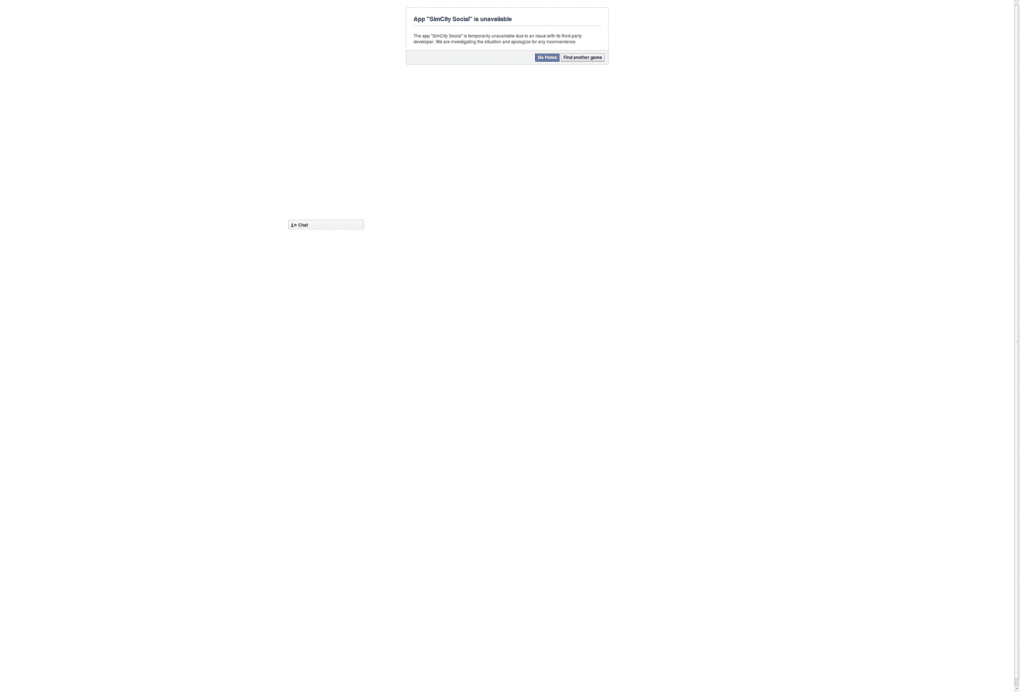 App "SimCity Social" is unavailable
The app "SimCity Social" is temporarily unavailable due to an issue with its third-party
developer. We are investigating the situation and apologize for any inconvenience.
Go Home Find another game
Chat